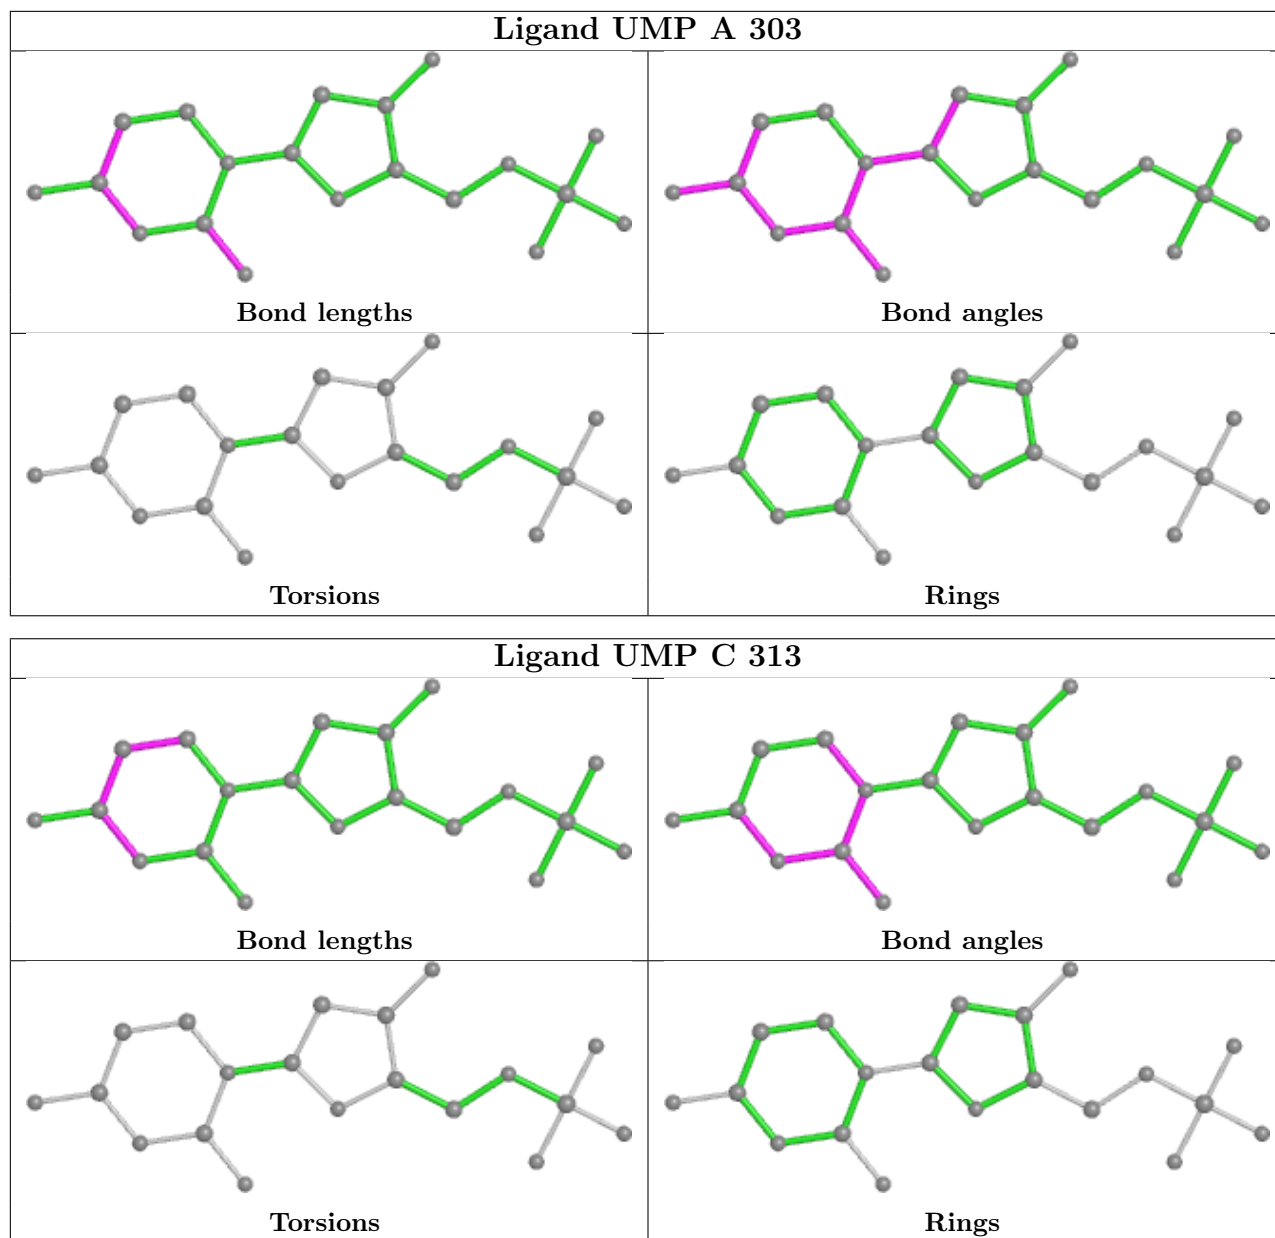 Ligand UMP A 303
Bond lengths
Bond angles
Torsions
Rings
Ligand UMP C 313
Bond lengths
Bond angles
Torsions
Rings